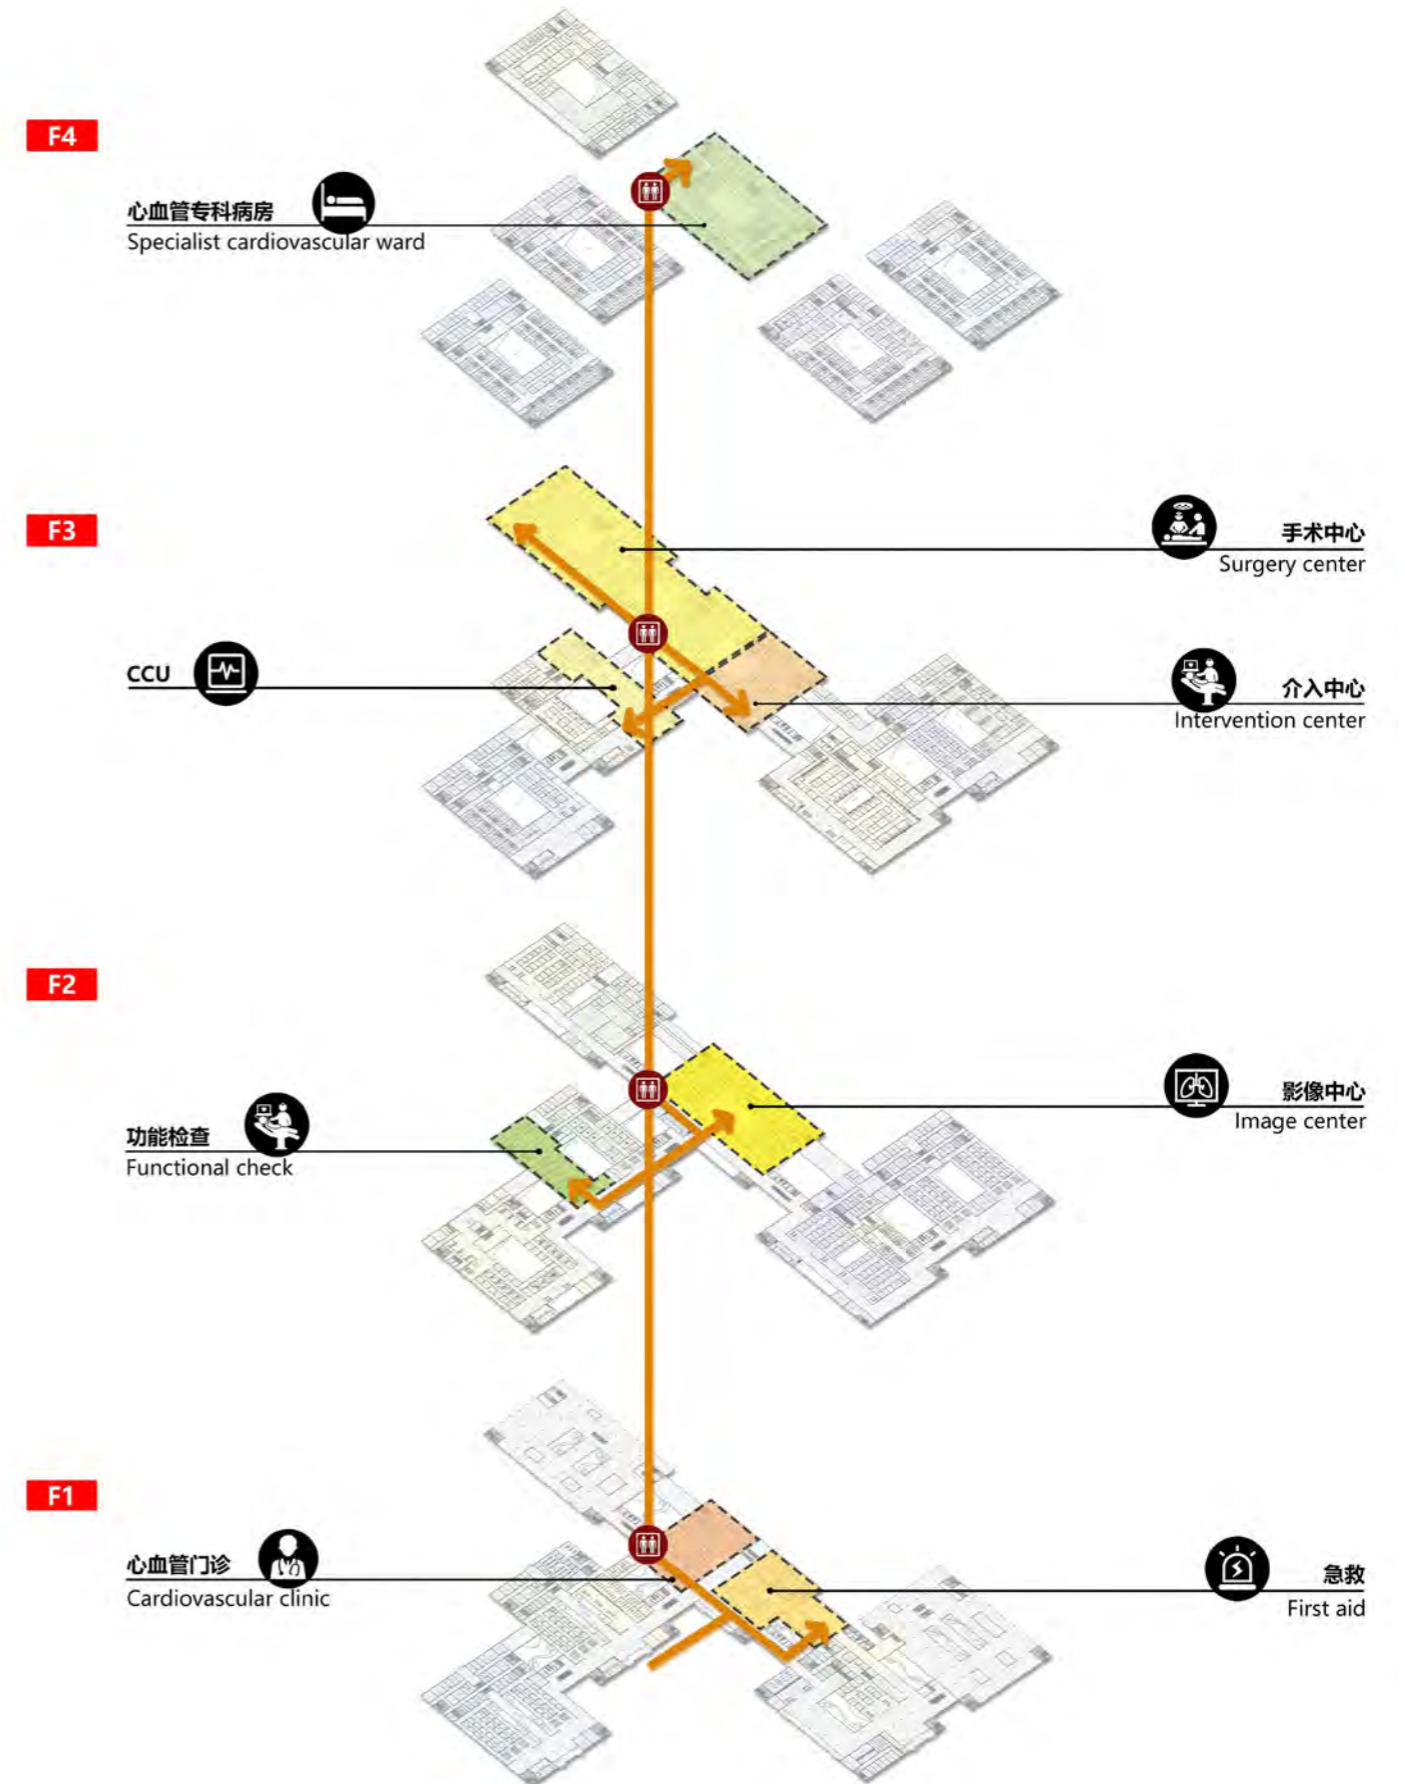 F4
心血管专科病房
Specialist cardiovascular ward
F3
手术中心
Surgery center
CCU
介入中心
Intervention center
F2
影像中心
Image center
功能检查
Functional check
F1
心血管门诊
Cardiovascular clinic
急救
First aid